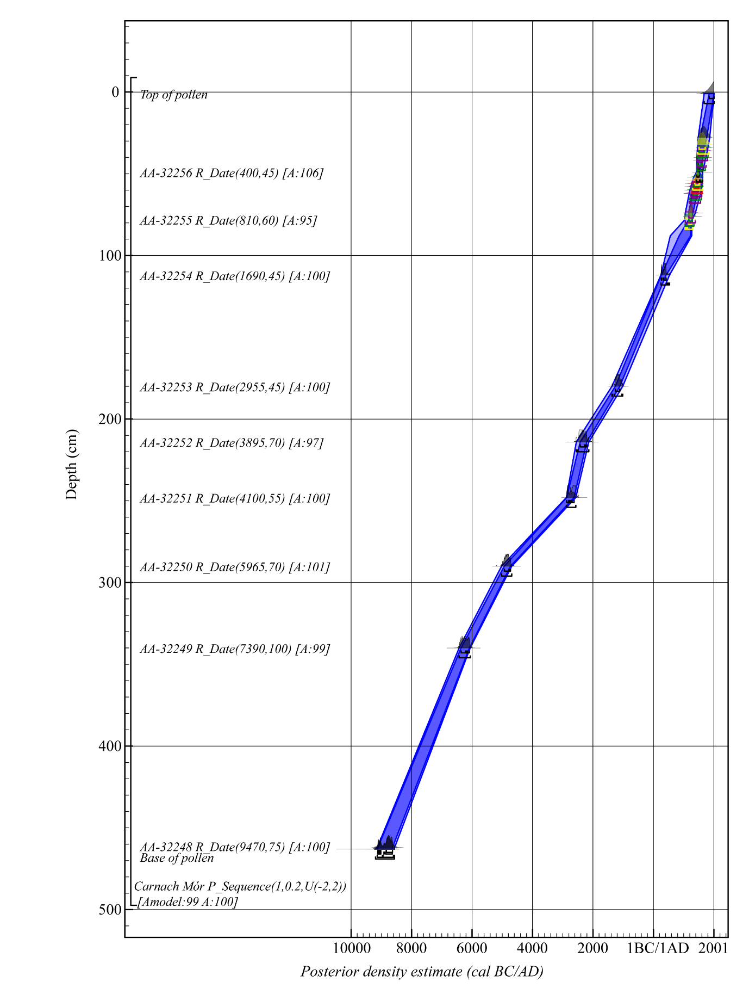 0
Top of pollen
AA-32256 R_Date(400,45) [A:106]
AA-32255 R_Date(810,60) [A:95]
100
AA-32254 R_Date(1690,45) [A:100]
AA-32253 R_Date(2955,45) [A:100]
200
AA-32252 R_Date(3895,70) [A:97]
Depth (cm)
AA-32251 R_Date(4100,55) [A:100]
AA-32250 R_Date(5965,70) [A:101]
300
AA-32249 R_Date(7390,100) [A:99]
400
AA-32248 R_Date(9470,75) [A:100]
Base of pollen
Carnach Mór P_Sequence(1,0.2,U(-2,2))
[Amodel:99 A:100]
500
10000 8000 6000 4000 2000 1BC/1AD 2001
Posterior density estimate (cal BC/AD)